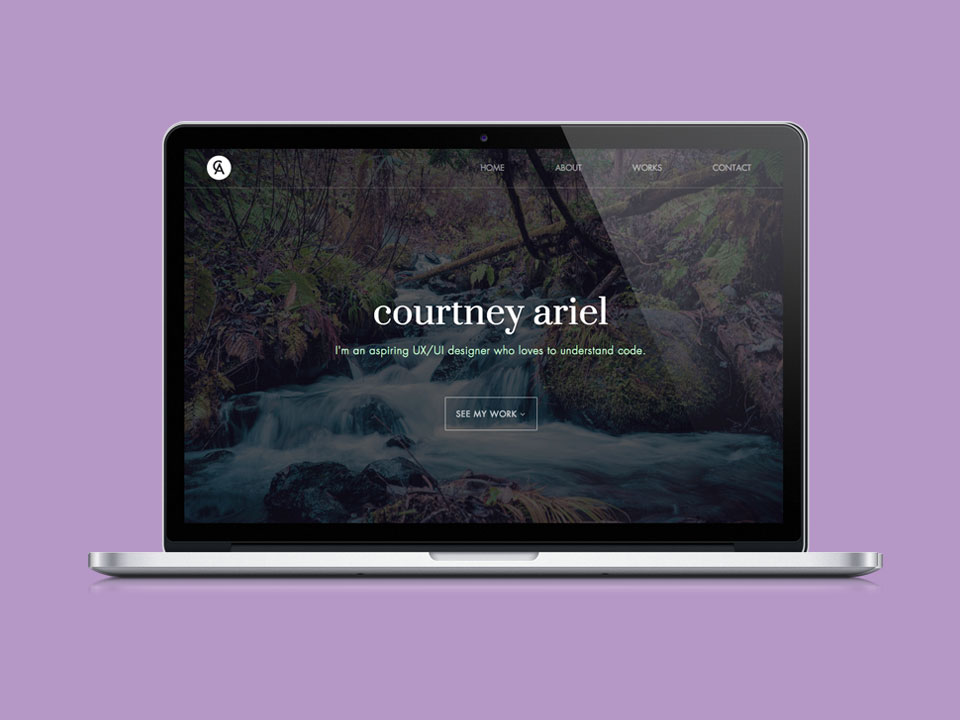 CA
HOME ABOUT WORKS CONTACT
courtney ariel
I'm an aspiring UX/UI designer who loves to understand code.
SEE MY WORK